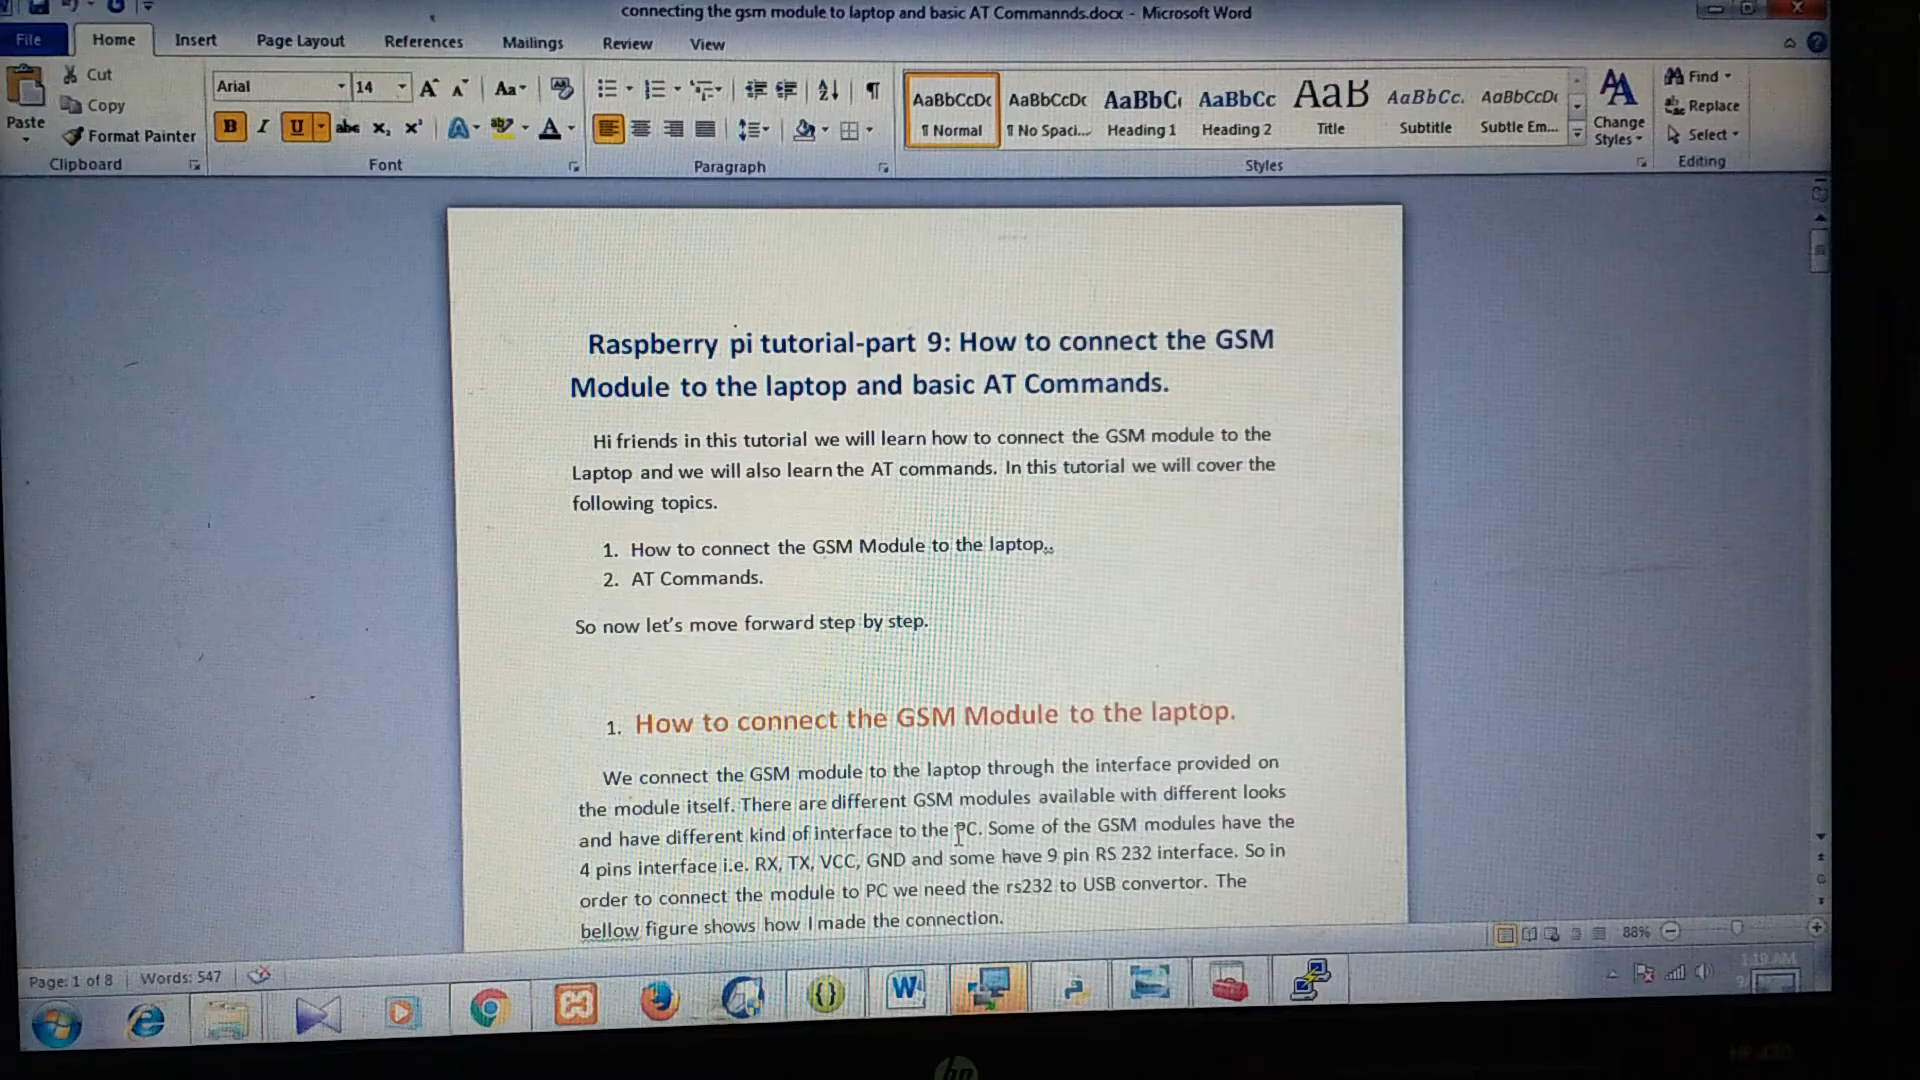 connecting the gsm module to laptop and basic AT Commannds.docx - Microsoft Word
File Home Insert Page Layout References Mailings Review View
Paste
Cut
Copy
Format Painter
Clipboard
Arial 14
Font
Paragraph
AaBbCcDc AaBbCcDc AaBbC AaBbCc AaB AaBbCc. AaBbCcDc
¶ Normal ¶ No Spaci... Heading 1 Heading 2 Title Subtitle Subtle Em...
Styles
Change
Styles
Find
Replace
Select
Editing
Raspberry pi tutorial-part 9: How to connect the GSM
Module to the laptop and basic AT Commands.
Hi friends in this tutorial we will learn how to connect the GSM module to the
Laptop and we will also learn the AT commands. In this tutorial we will cover the
following topics.
1. How to connect the GSM Module to the laptop..
2. AT Commands.
So now let's move forward step by step.
1. How to connect the GSM Module to the laptop.
We connect the GSM module to the laptop through the interface provided on
the module itself. There are different GSM modules available with different looks
and have different kind of interface to the PC. Some of the GSM modules have the
4 pins interface i.e. RX, TX, VCC, GND and some have 9 pin RS 232 interface. So in
order to connect the module to PC we need the rs232 to USB convertor. The
bellow figure shows how I made the connection.
Page: 1 of 8 Words: 547
88%
1:19 AM
hp